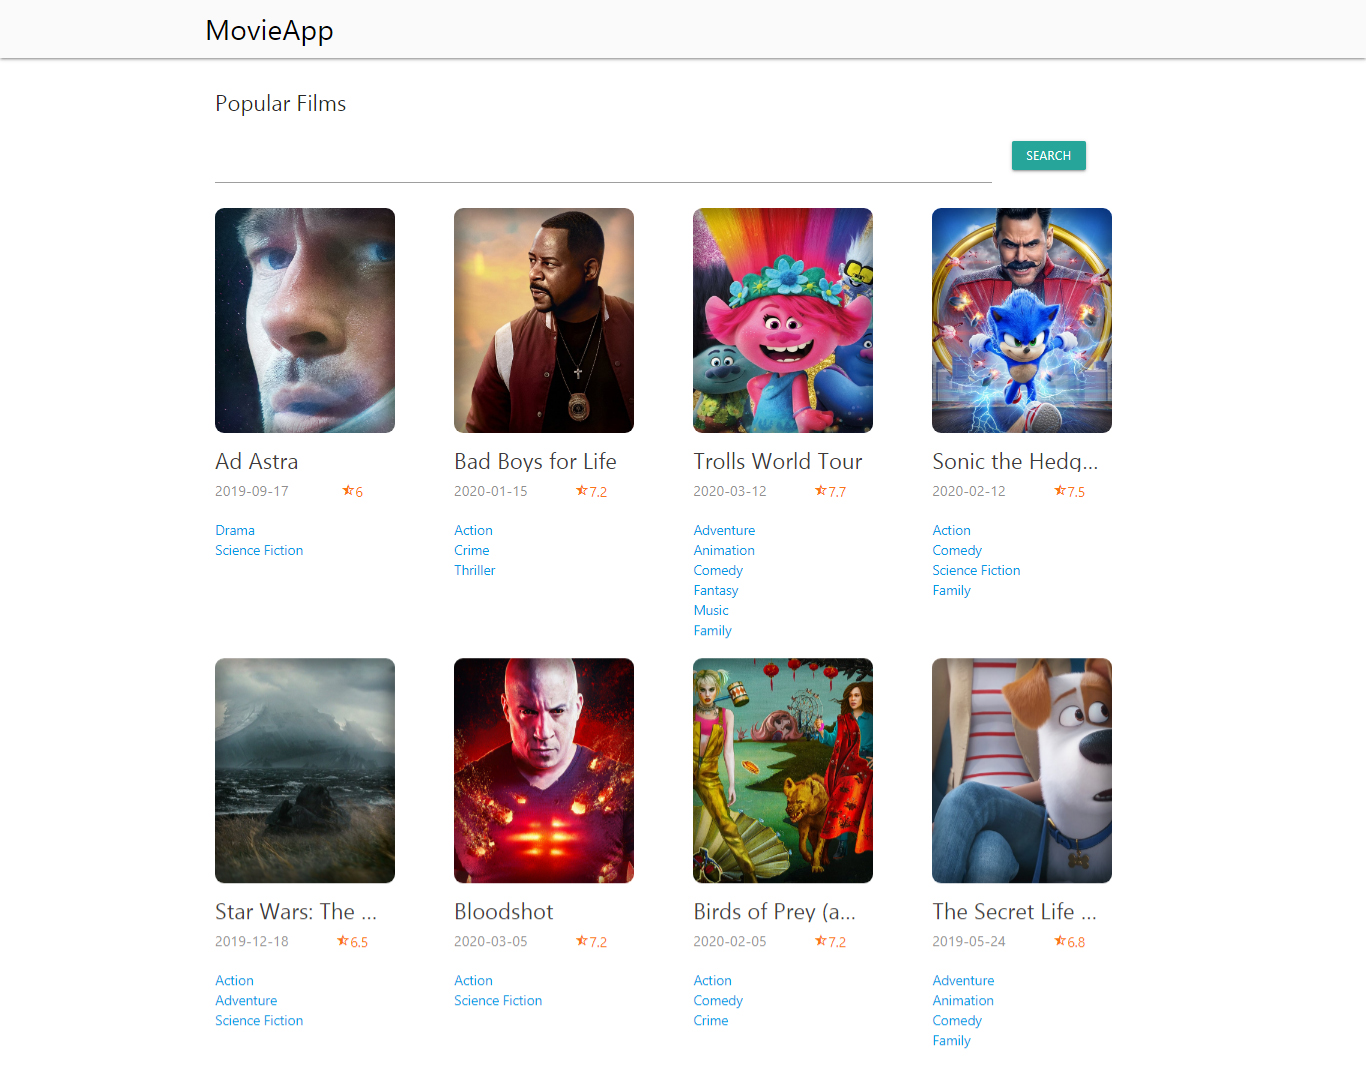 MovieApp
Popular Films
SEARCH
Ad Astra
2019-09-17 6
Drama
Science Fiction
Bad Boys for Life
2020-01-15 7.2
Action
Crime
Thriller
Trolls World Tour
2020-03-12 7.7
Adventure
Animation
Comedy
Fantasy
Music
Family
Sonic the Hedg...
2020-02-12 7.5
Action
Comedy
Science Fiction
Family
Star Wars: The ...
2019-12-18 6.5
Action
Adventure
Science Fiction
Bloodshot
2020-03-05 7.2
Action
Science Fiction
Birds of Prey (a...
2020-02-05 7.2
Action
Comedy
Crime
The Secret Life ...
2019-05-24 6.8
Adventure
Animation
Comedy
Family